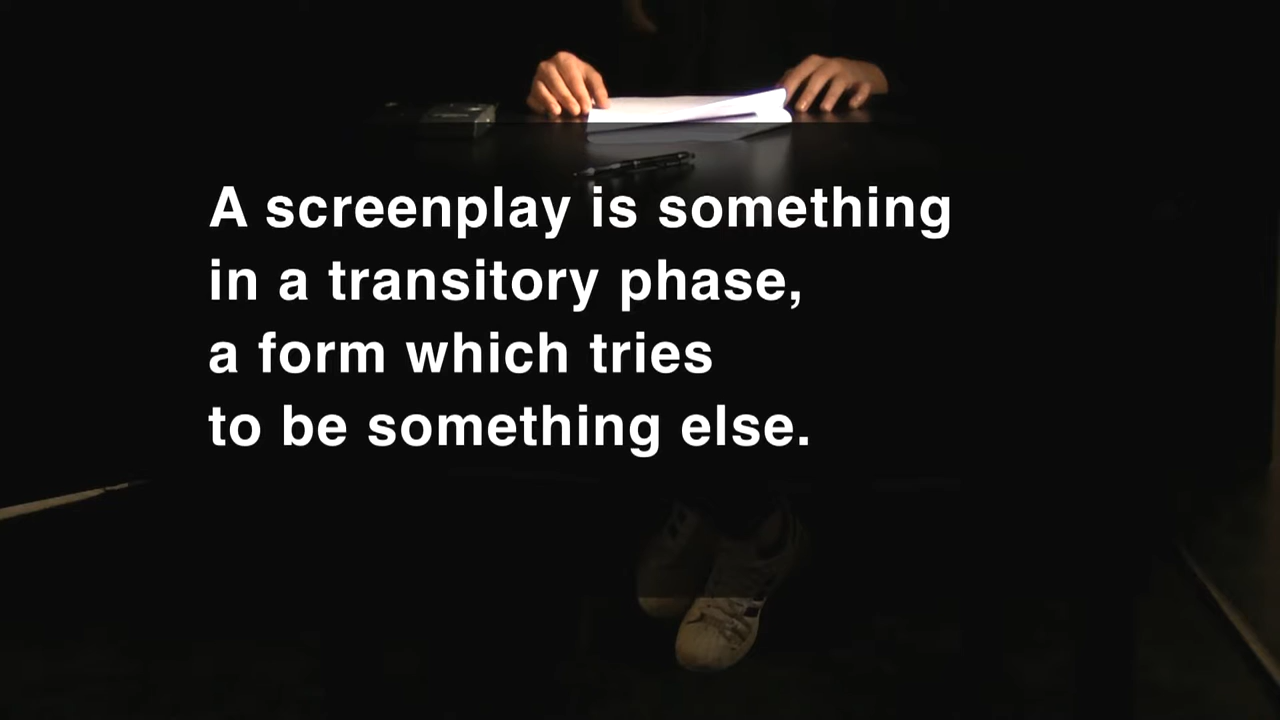 A screenplay is something
in a transitory phase,
a form which tries
to be something else.